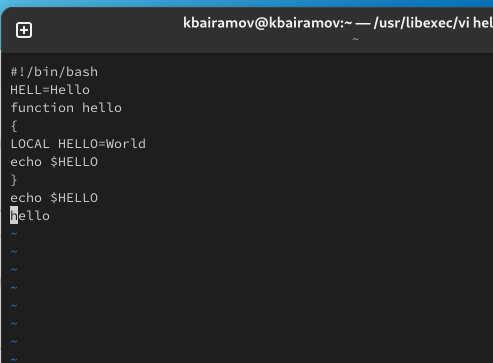 kbairamov@kbairamov:~ — /usr/libexec/vi hel
~
#!/bin/bash
HELL=Hello
function hello
{
LOCAL HELLO=World
echo $HELLO
}
echo $HELLO
hello
~
~
~
~
~
~
~
~